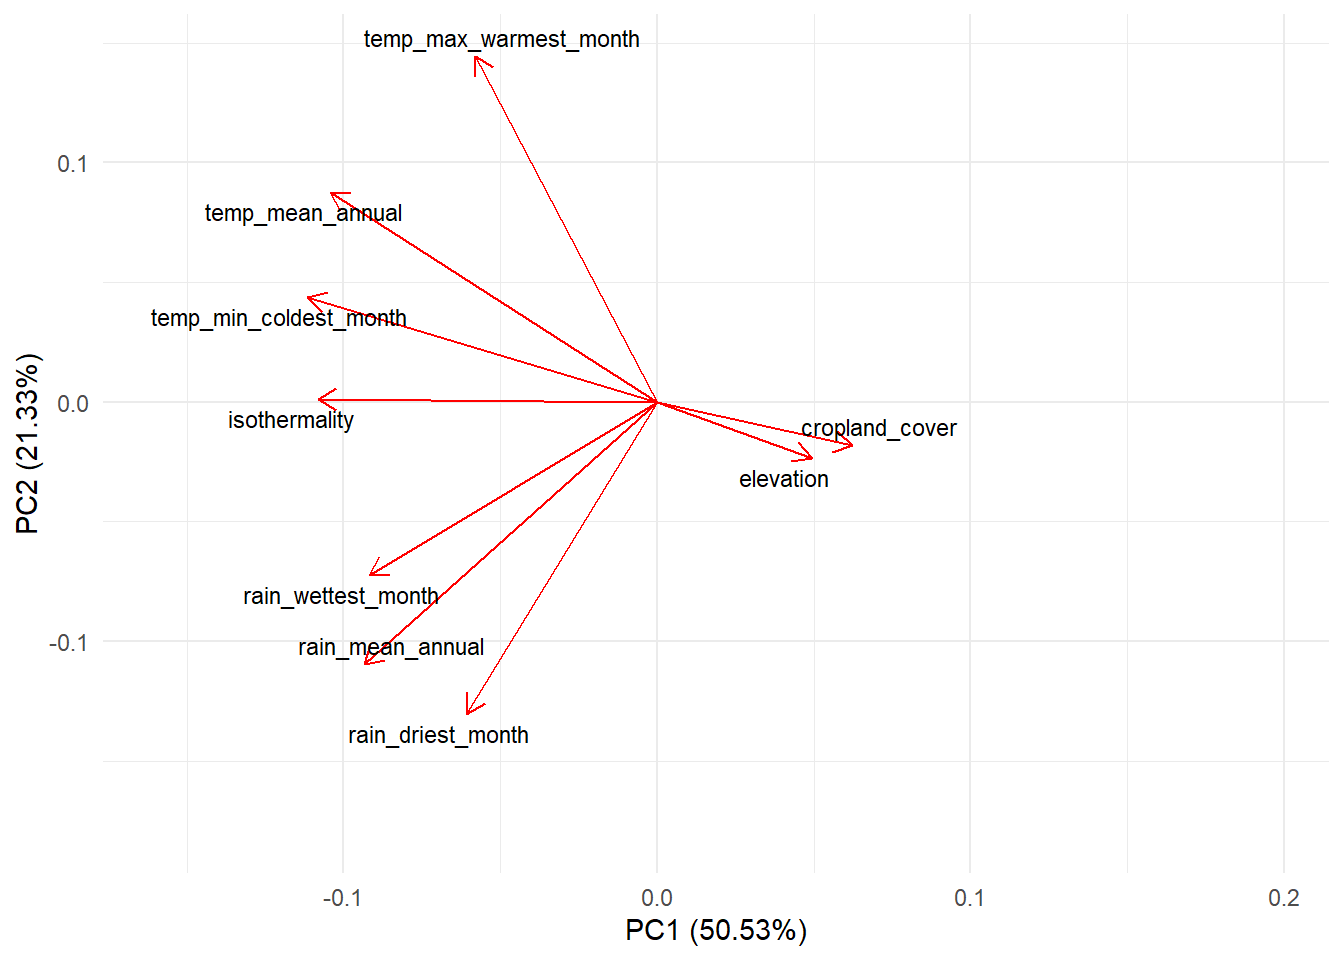 temp_max_warmest_month
0.1
temp_mean_annual
temp_min_coldest_month
PC2 (21.33%)
0.0
isothermality
cropland_cover
elevation
rain_wettest_month
-0.1
rain_mean_annual
rain_driest_month
-0.1
0.0
0.1
0.2
PC1 (50.53%)